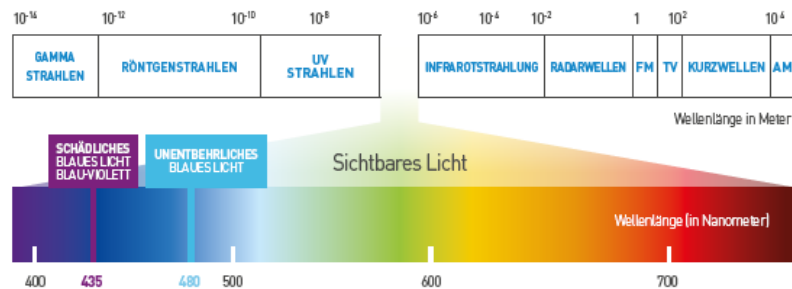 10⁻¹⁴ 10⁻¹² 10⁻¹⁰ 10⁻⁸ 10⁻⁶ 10⁻⁴ 10⁻² 1 10² 10⁴
GAMMA
STRAHLEN
RÖNTGENSTRAHLEN
UV
STRAHLEN
INFRAROTSTRAHLUNG
RADARWELLEN
FM
TV
KURZWELLEN
AM
Wellenlänge in Meter
SCHÄDLICHES
BLAUES LICHT
BLAU-VIOLETT
UNENTBEHRLICHES
BLAUES LICHT
Sichtbares Licht
Wellenlänge (in Nanometer)
400 435 480 500 600 700